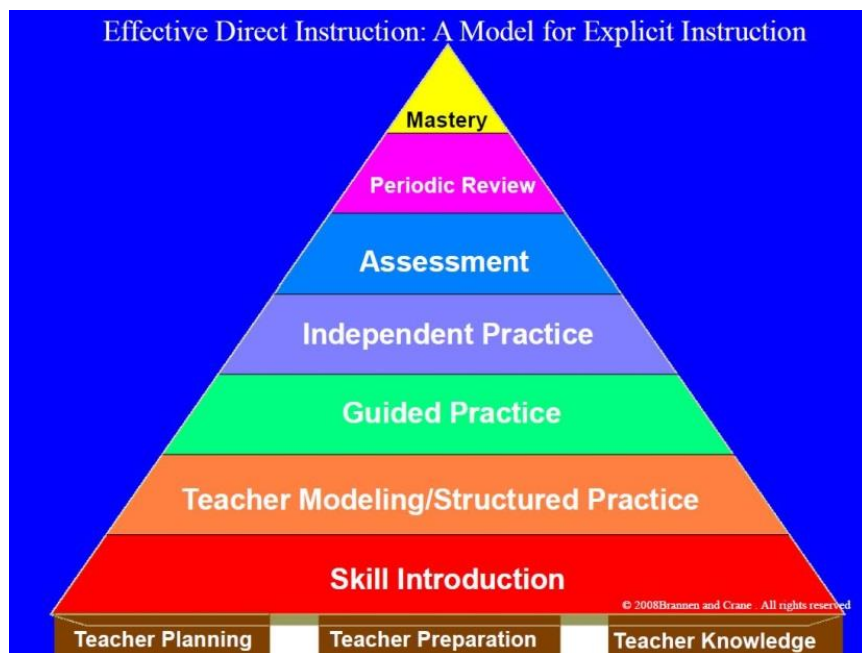 Effective Direct Instruction: A Model for Explicit Instruction
Mastery
Periodic Review
Assessment
Independent Practice
Guided Practice
Teacher Modeling/Structured Practice
Skill Introduction
© 2008Brannen and Crane . All rights reserved
Teacher Planning Teacher Preparation Teacher Knowledge